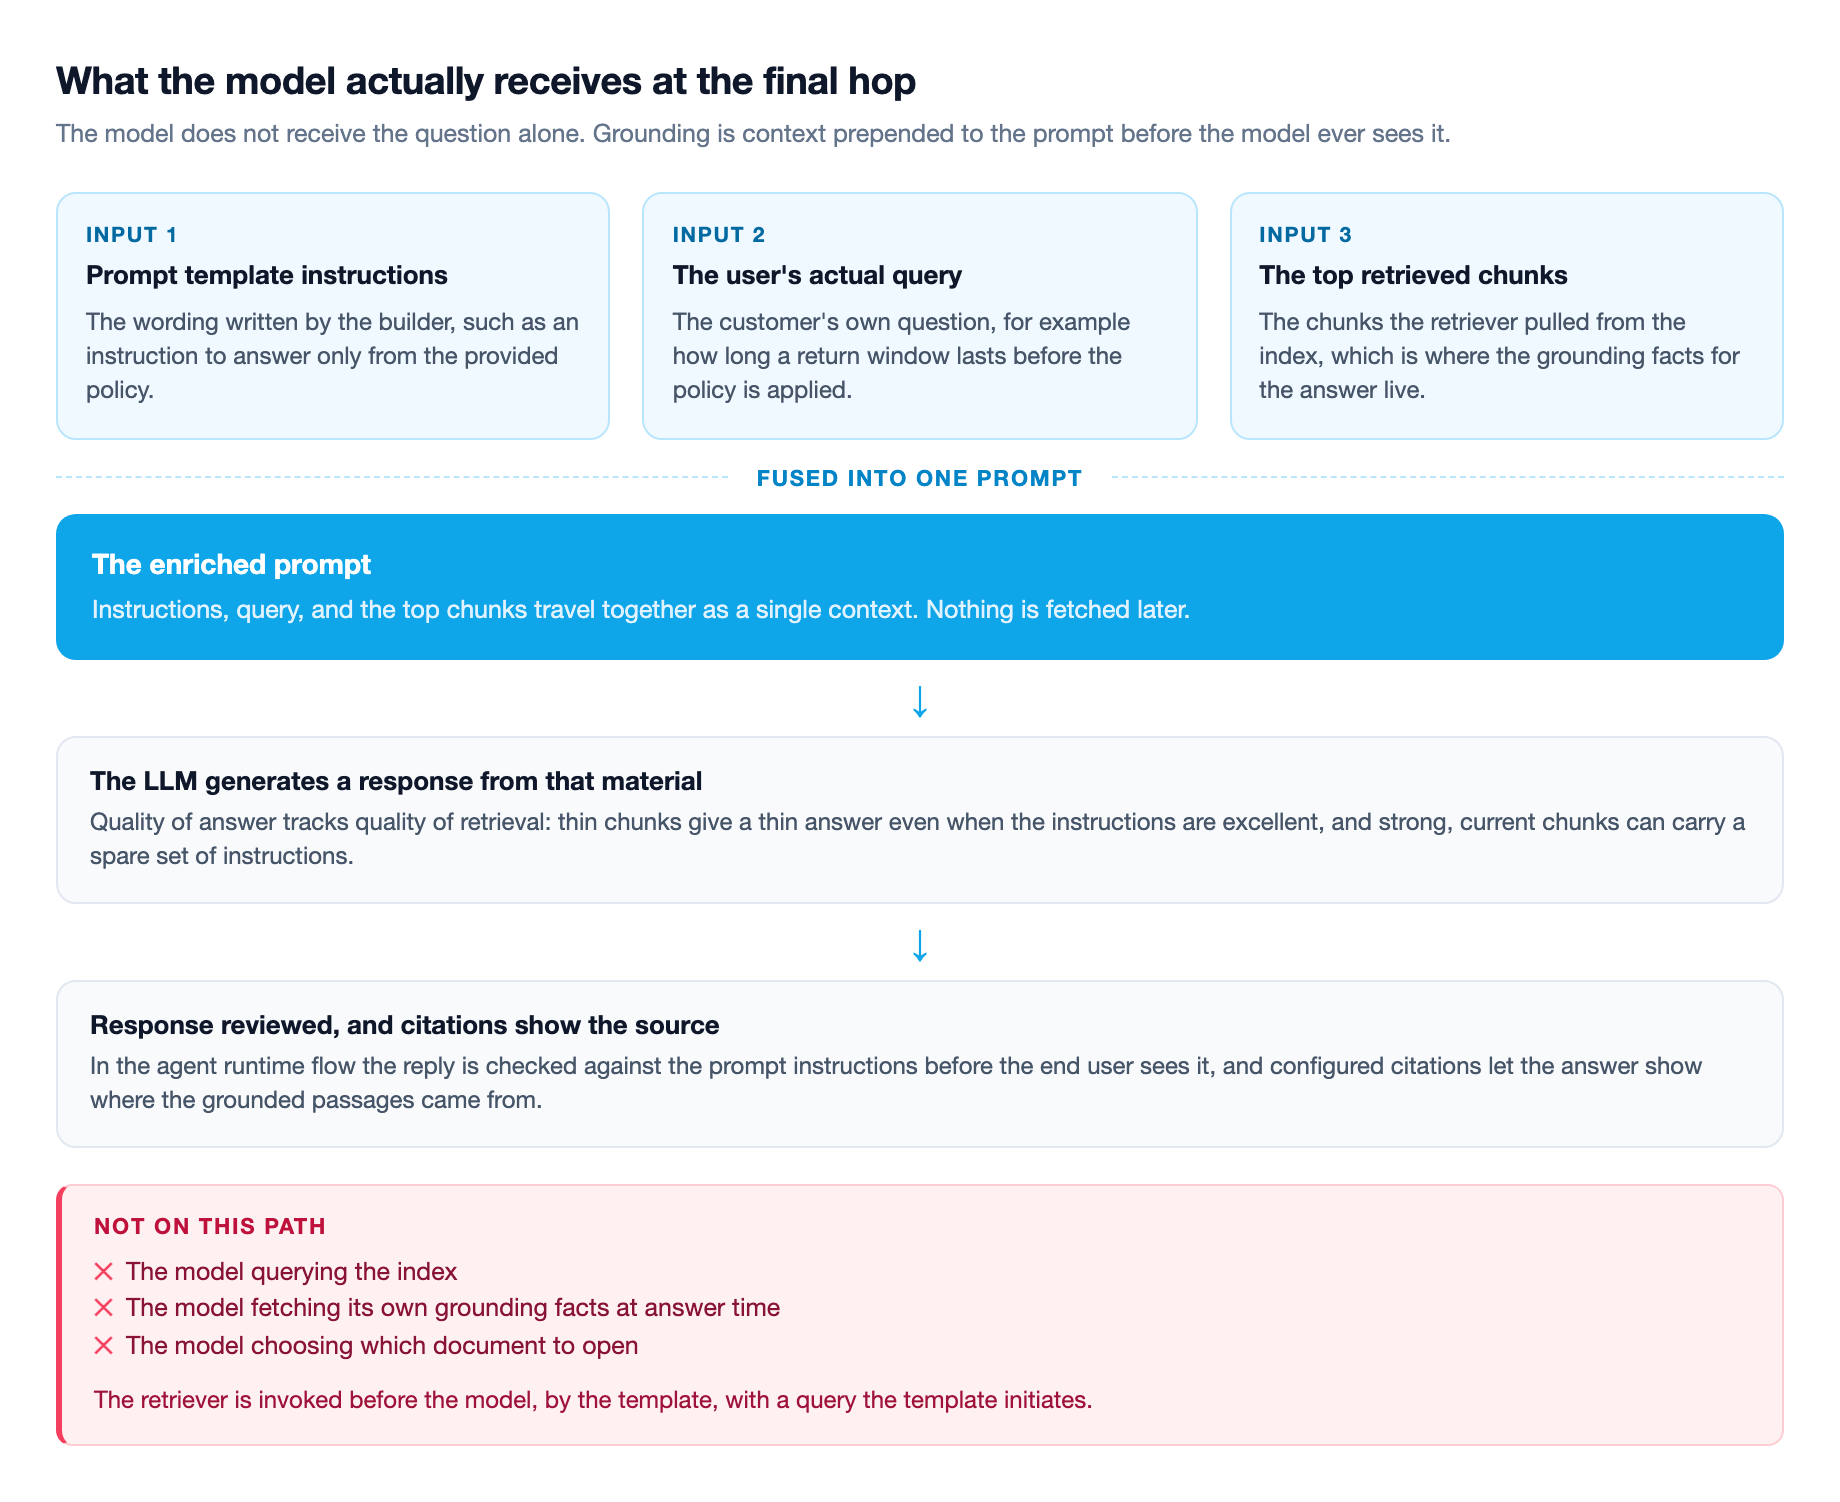 What the model actually receives at the final hop
The model does not receive the question alone. Grounding is context prepended to the prompt before the model ever sees it.
INPUT 1
Prompt template instructions
The wording written by the builder, such as an
instruction to answer only from the provided
policy.
INPUT 2
The user's actual query
The customer's own question, for example
how long a return window lasts before the
policy is applied.
INPUT 3
The top retrieved chunks
The chunks the retriever pulled from the
index, which is where the grounding facts for
the answer live.
FUSED INTO ONE PROMPT
The enriched prompt
Instructions, query, and the top chunks travel together as a single context. Nothing is fetched later.
↓
The LLM generates a response from that material
Quality of answer tracks quality of retrieval: thin chunks give a thin answer even when the instructions are excellent, and strong, current chunks can carry a
spare set of instructions.
↓
Response reviewed, and citations show the source
In the agent runtime flow the reply is checked against the prompt instructions before the end user sees it, and configured citations let the answer show
where the grounded passages came from.
NOT ON THIS PATH
✕ The model querying the index
✕ The model fetching its own grounding facts at answer time
✕ The model choosing which document to open
The retriever is invoked before the model, by the template, with a query the template initiates.